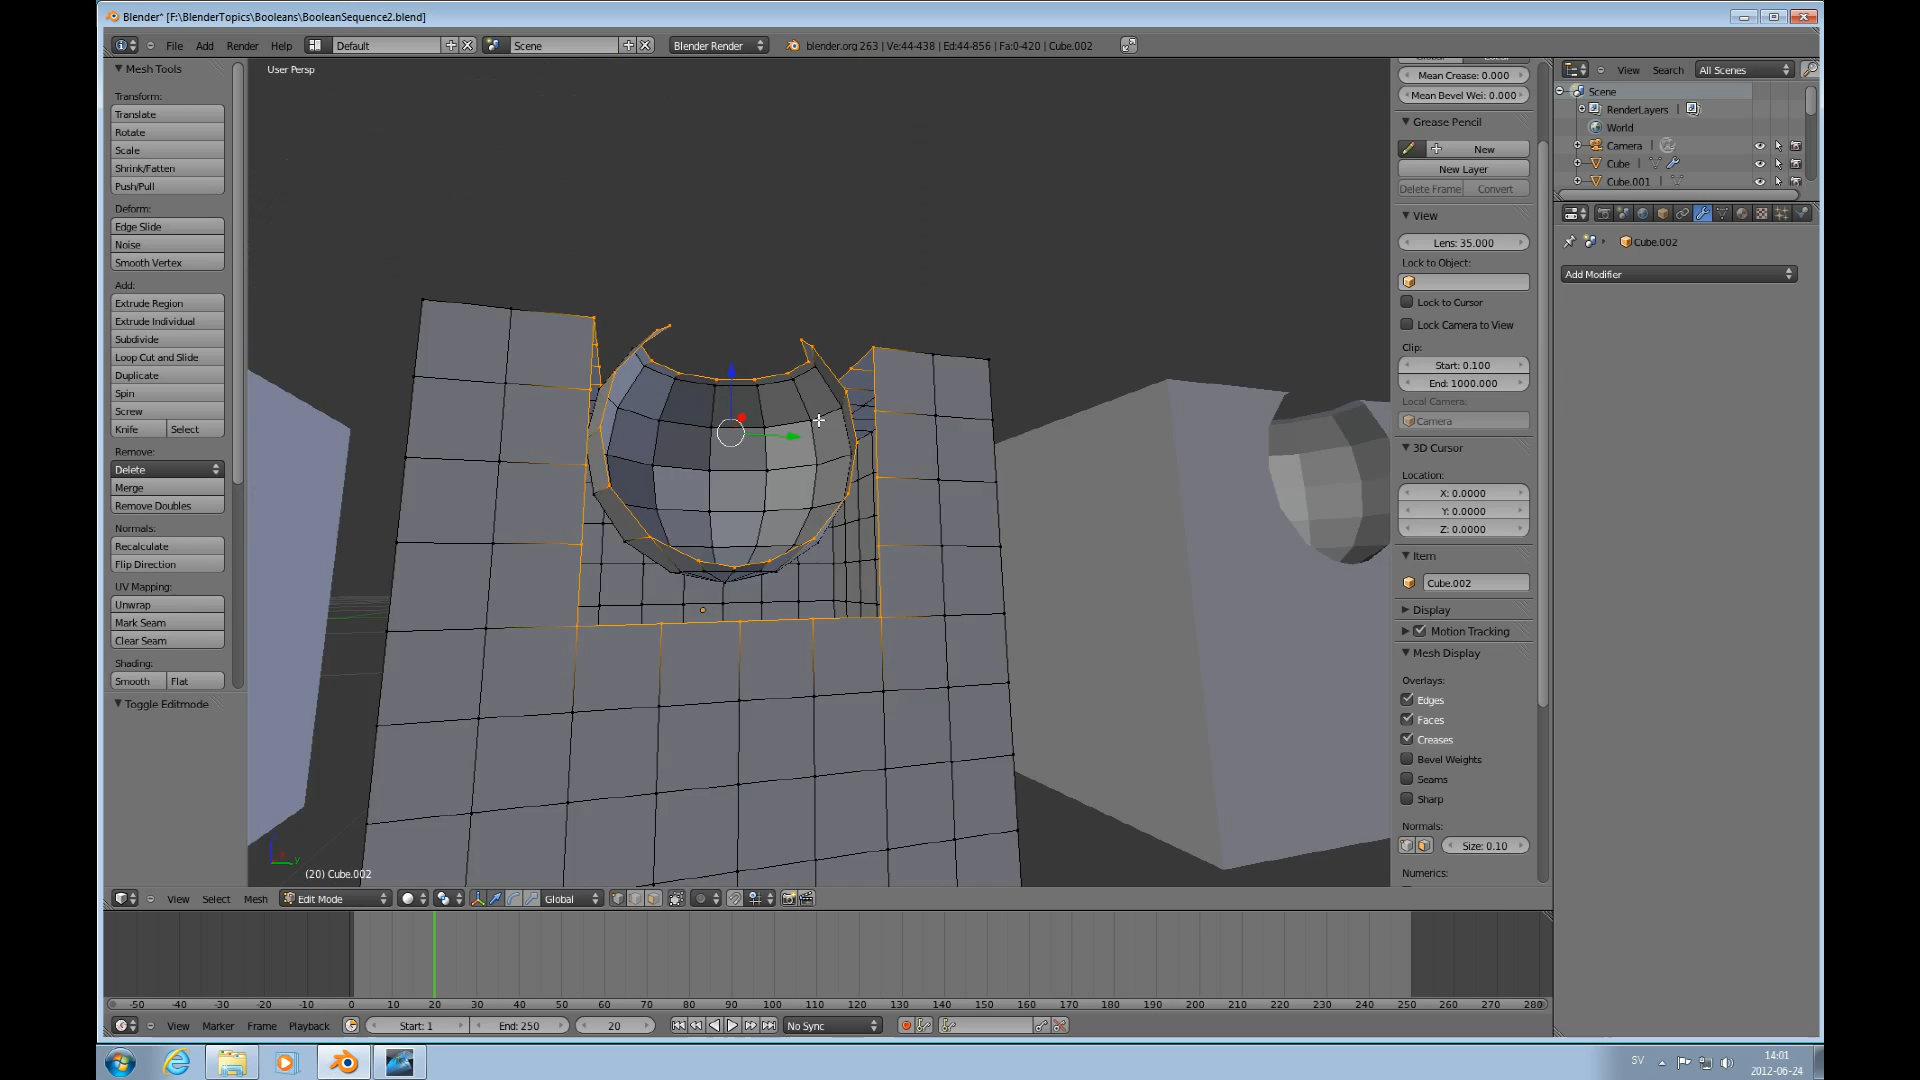 Blender* [F:\BlenderTopics\Booleans\BooleanSequence2.blend]
File Add Render Help Default Scene Blender Render blender.org 263 | Ve:44-438 | Ed:44-856 | Fa:0-420 | Cube.002
Mesh Tools
Transform:
Translate
Rotate
Scale
Shrink/Fatten
Push/Pull
Deform:
Edge Slide
Noise
Smooth Vertex
Add:
Extrude Region
Extrude Individual
Subdivide
Loop Cut and Slide
Duplicate
Spin
Screw
Knife Select
Remove:
Delete
Merge
Remove Doubles
Normals:
Recalculate
Flip Direction
UV Mapping:
Unwrap
Mark Seam
Clear Seam
Shading:
Smooth Flat
Toggle Editmode
User Persp
(20) Cube.002
Mean Crease: 0.000
Mean Bevel Wei: 0.000
Grease Pencil
New
New Layer
Delete Frame Convert
View
Lens: 35.000
Lock to Object:
Lock to Cursor
Lock Camera to View
Clip:
Start: 0.100
End: 1000.000
Local Camera:
Camera
3D Cursor
Location:
X: 0.0000
Y: 0.0000
Z: 0.0000
Item
Cube.002
Display
Motion Tracking
Mesh Display
Overlays:
Edges
Faces
Creases
Bevel Weights
Seams
Sharp
Normals:
Size: 0.10
Numerics:
View Search All Scenes
Scene
RenderLayers
World
Camera
Cube
Cube.001
Cube.002
Add Modifier
View Select Mesh Edit Mode Global
-50 -40 -30 -20 -10 0 10 20 30 40 50 60 70 80 90 100 110 120 130 140 150 160 170 180 190 200 210 220 230 240 250 260 270 280
View Marker Frame Playback Start: 1 End: 250 20 No Sync
SV
14:01
2012-06-24